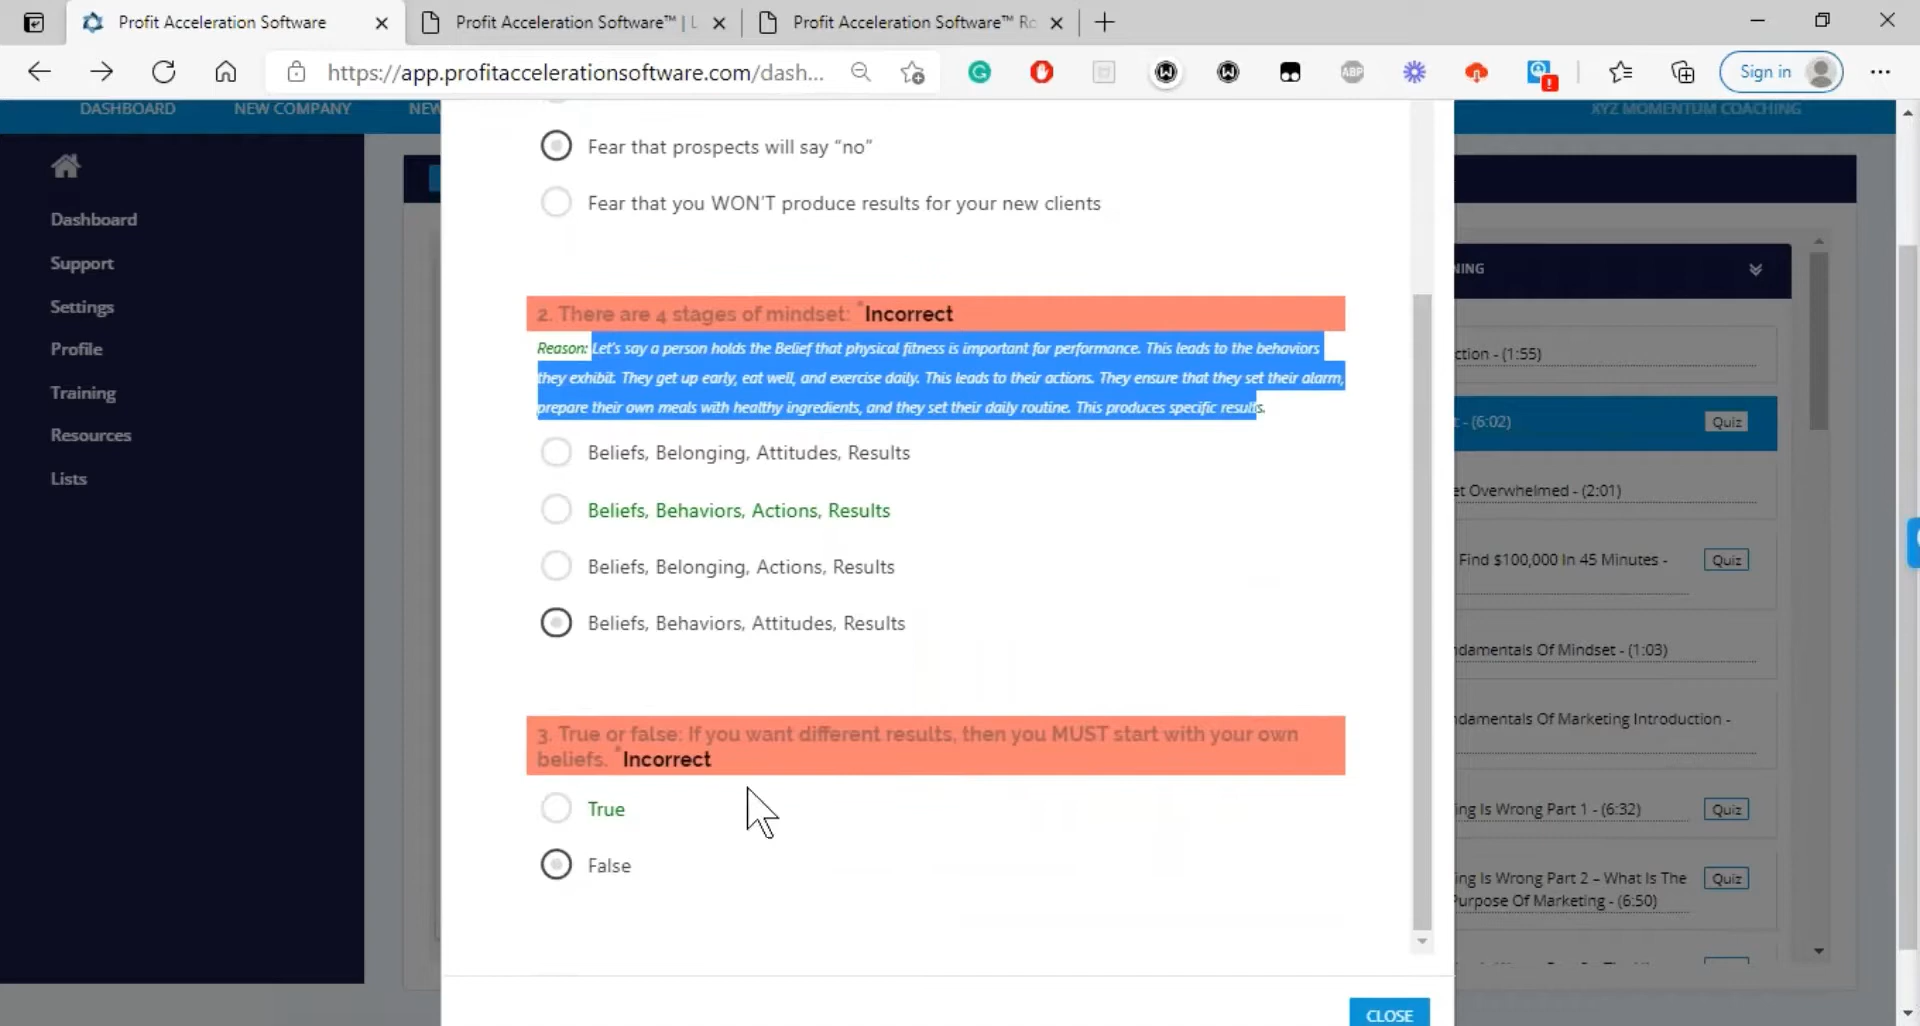 Profit Acceleration Software
Profit Acceleration Software™ | L
Profit Acceleration Software™ Ro
https://app.profitaccelerationsoftware.com/dash...
ABP
Sign in
DASHBOARD
NEW COMPANY
NEW
XYZ MOMENTUM COACHING
Dashboard
Support
Settings
Profile
Training
Resources
Lists
Fear that prospects will say “no”
Fear that you WON'T produce results for your new clients
2. There are 4 stages of mindset: *Incorrect
Reason: Let's say a person holds the Belief that physical fitness is important for performance. This leads to the behaviors
they exhibit. They get up early, eat well, and exercise daily. This leads to their actions. They ensure that they set their alarm,
prepare their own meals with healthy ingredients, and they set their daily routine. This produces specific results.
Beliefs, Belonging, Attitudes, Results
Beliefs, Behaviors, Actions, Results
Beliefs, Belonging, Actions, Results
Beliefs, Behaviors, Attitudes, Results
3. True or false: If you want different results, then you MUST start with your own
beliefs. *Incorrect
True
False
CLOSE
NING
ction - (1:55)
t - (6:02)
Quiz
et Overwhelmed - (2:01)
Find $100,000 In 45 Minutes -
Quiz
ndamentals Of Mindset - (1:03)
ndamentals Of Marketing Introduction -
ing Is Wrong Part 1 - (6:32)
Quiz
ing Is Wrong Part 2 – What Is The
Purpose Of Marketing - (6:50)
Quiz